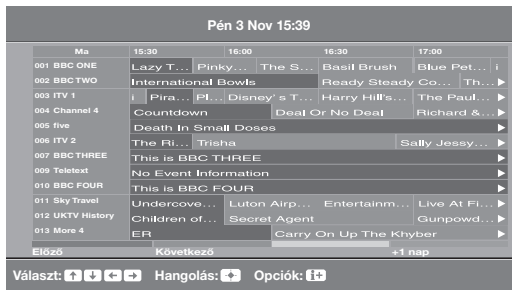 Pén 3 Nov 15:39
Ma 15:30 16:00 16:30 17:00
001 BBC ONE Lazy T... Pinky... The S... Basil Brush Blue Pet... i
002 BBC TWO International Bowls Ready Steady Co... Th...
003 ITV 1 i Pira... Pl... Disney's T... Harry Hill's... The Paul...
004 Channel 4 Countdown Deal Or No Deal Richard &...
005 five Death In Small Doses
006 ITV 2 The Ri... Trisha Sally Jessy...
007 BBC THREE This is BBC THREE
009 Teletext No Event Information
010 BBC FOUR This is BBC FOUR
011 Sky Travel Undercove... Luton Airp... Entertainm... Live At Fi...
012 UKTV History Children of... Secret Agent Gunpowd...
013 More 4 ER Carry On Up The Khyber
Előző Következő +1 nap
Választ: Hangolás: Opciók: i+